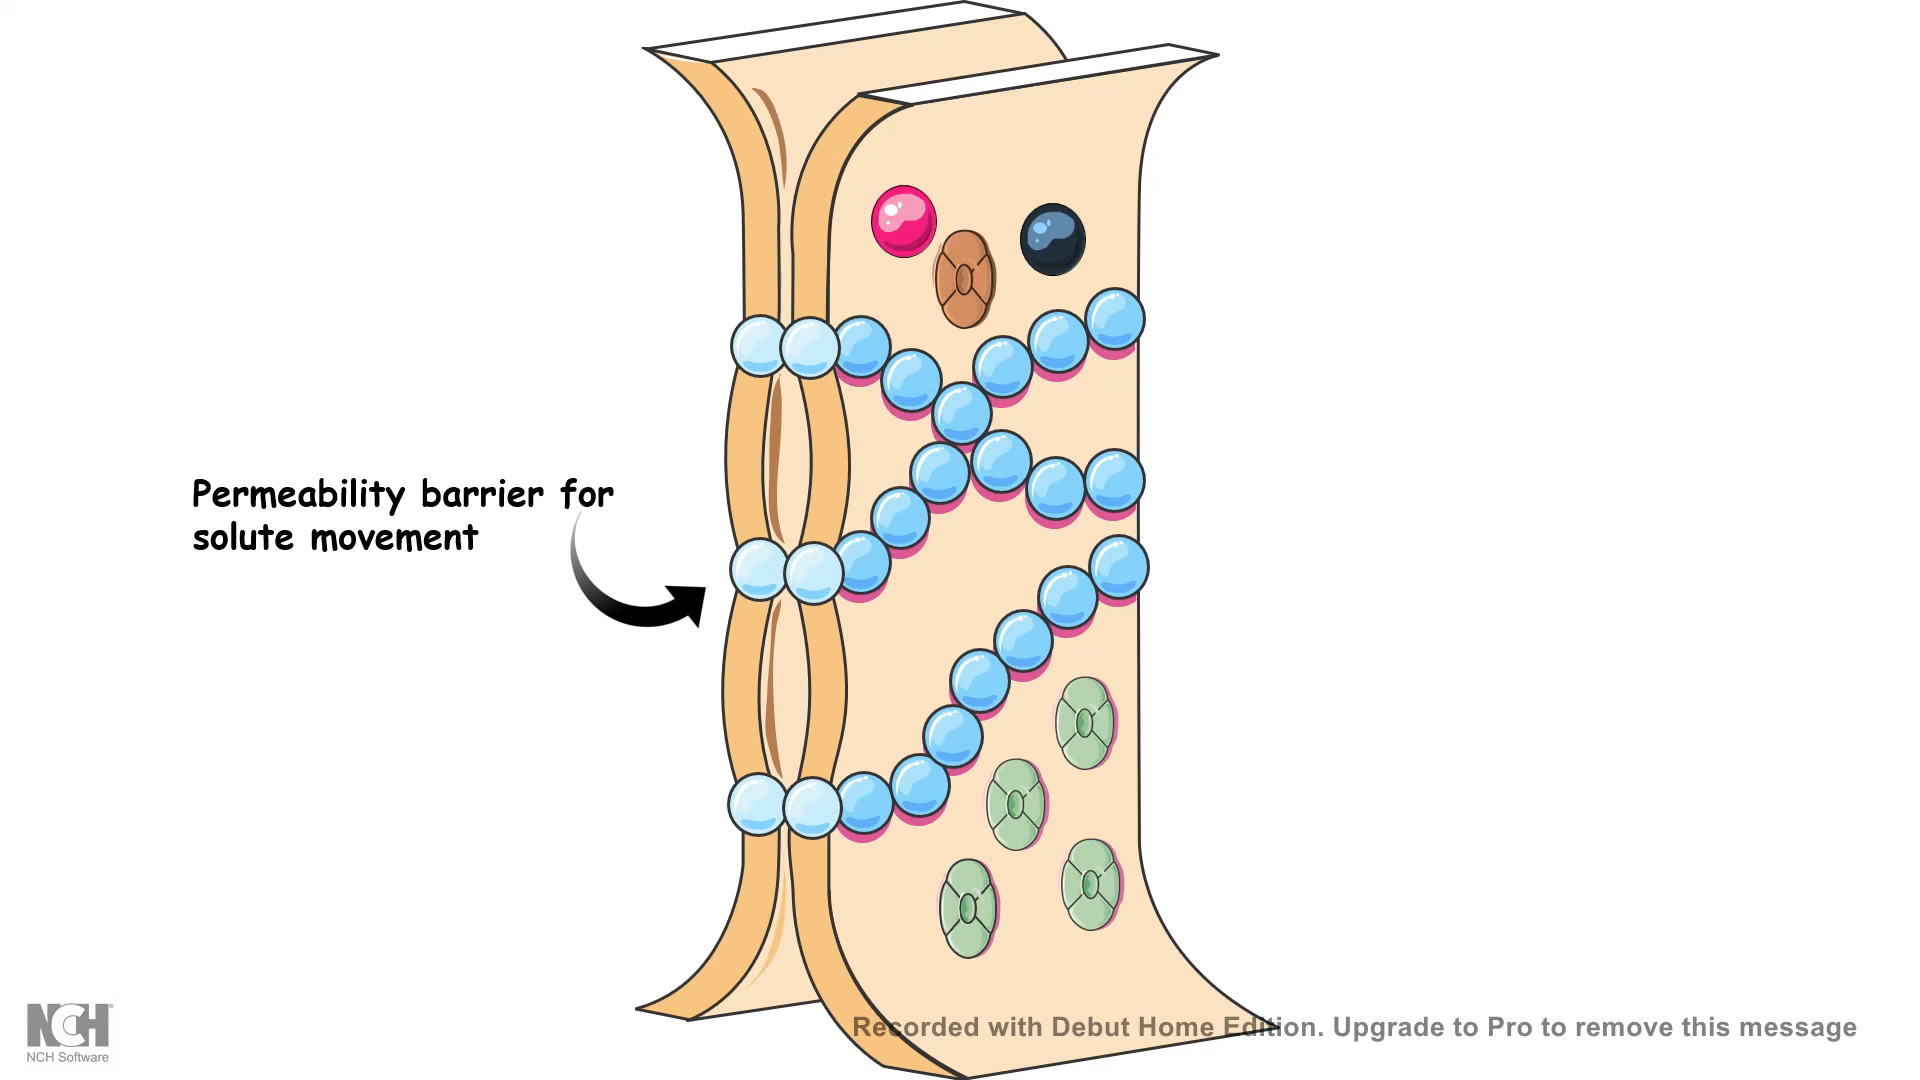 Permeability barrier for
solute movement
NCH®
NCH Software
Recorded with Debut Home Edition. Upgrade to Pro to remove this message